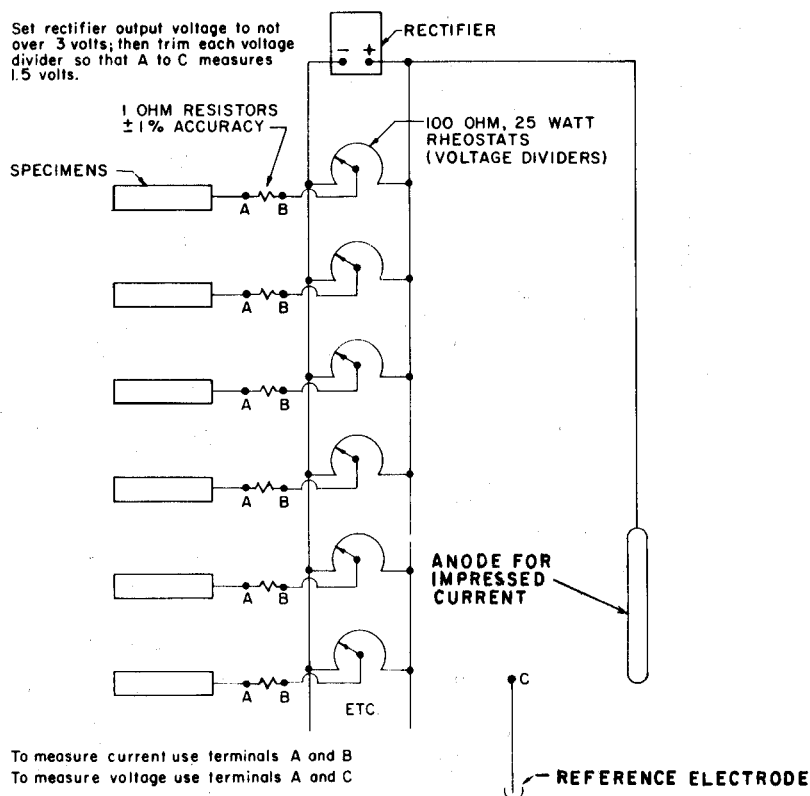 Set rectifier output voltage to not
over 3 volts; then trim each voltage
divider so that A to C measures
1.5 volts.
- +
RECTIFIER
1 OHM RESISTORS
± 1% ACCURACY
100 OHM, 25 WATT
RHEOSTATS
(VOLTAGE DIVIDERS)
SPECIMENS
A B
A B
A B
A B
A B
A B
ANODE FOR
IMPRESSED
CURRENT
C
ETC.
To measure current use terminals A and B
To measure voltage use terminals A and C
REFERENCE ELECTRODE